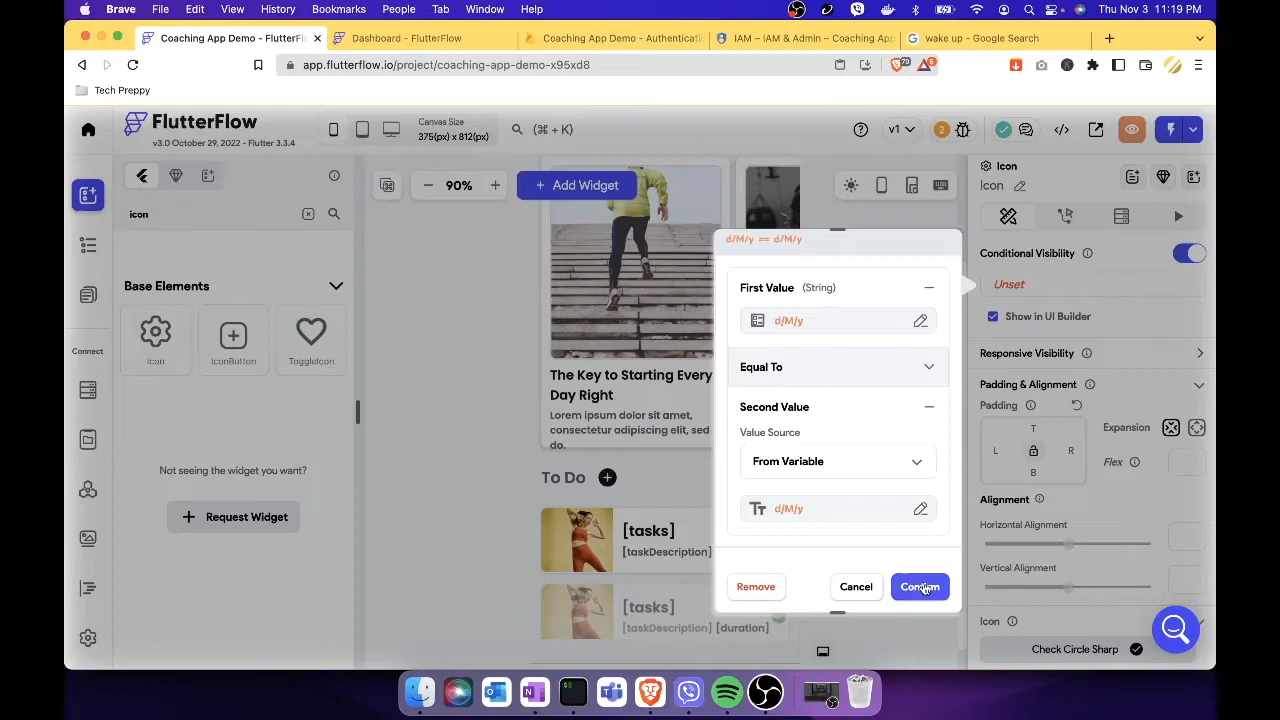 Brave File Edit View History Bookmarks People Tab Window Help Thu Nov 3 11:19 PM
Coaching App Demo - FlutterFl
Dashboard - FlutterFlow
Coaching App Demo - Authenticati
IAM – IAM & Admin – Coaching App
wake up - Google Search
app.flutterflow.io/project/coaching-app-demo-x95xd8
79
6
Tech Preppy
FlutterFlow
v3.0 October 29, 2022 - Flutter 3.3.4
Canvas Size
375(px) x 812(px)
(⌘ + K)
v1
2
icon
Base Elements
Icon
IconButton
ToggleIcon
Connect
Not seeing the widget you want?
+ Request Widget
90%
+ Add Widget
The Key to Starting Every
Day Right
Lorem ipsum dolor sit amet,
consectetur adipiscing elit, sed
do.
To Do
[tasks]
[taskDescription]
[tasks]
[taskDescription] [duration]
d/M/y == d/M/y
First Value (String)
d/M/y
Equal To
Second Value
Value Source
From Variable
Tt d/M/y
Remove
Cancel
Confirm
Icon
Icon
Conditional Visibility
Unset
Show in UI Builder
Responsive Visibility
Padding & Alignment
Padding
T
L
R
B
Expansion
Flex
Alignment
Horizontal Alignment
Vertical Alignment
Icon
Check Circle Sharp